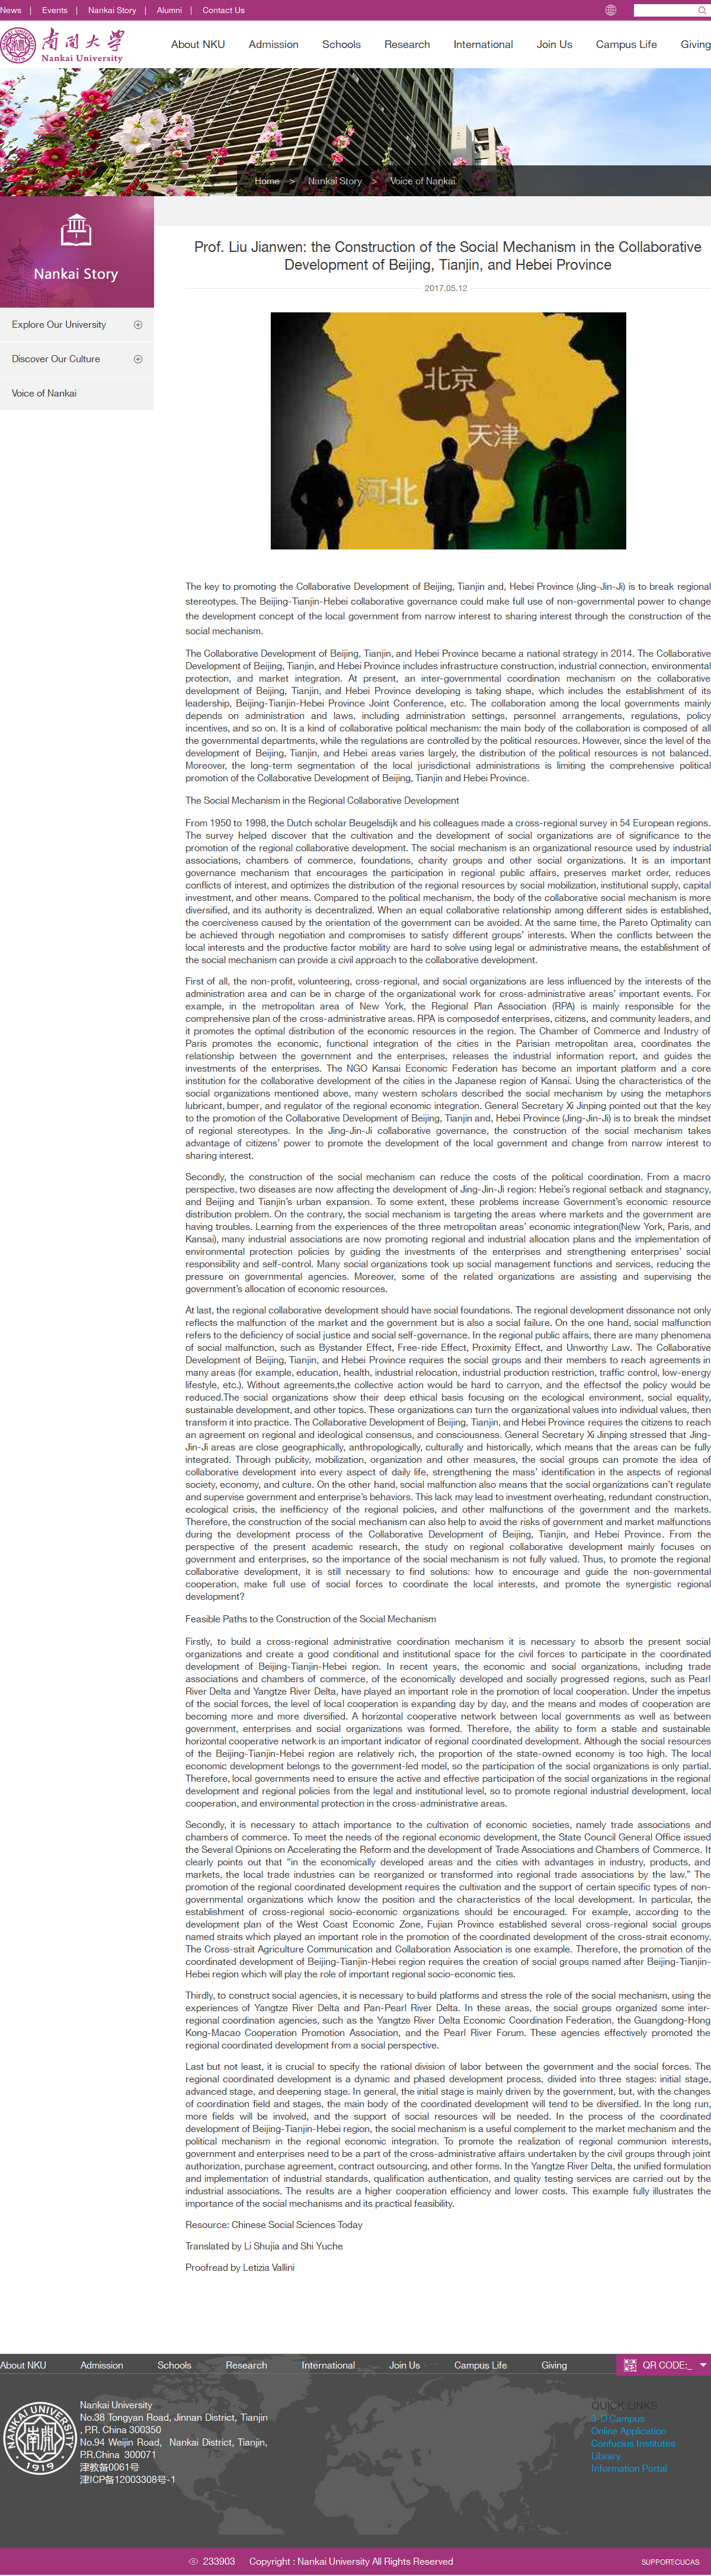 News | Events | Nankai Story | Alumni | Contact Us
南開大學
Nankai University
About NKU Admission Schools Research International Join Us Campus Life Giving
Home > Nankai Story > Voice of Nankai
Nankai Story
Explore Our University
Discover Our Culture
Voice of Nankai
Prof. Liu Jianwen: the Construction of the Social Mechanism in the Collaborative
Development of Beijing, Tianjin, and Hebei Province
2017.05.12
北京
天津
河北
The key to promoting the Collaborative Development of Beijing, Tianjin and, Hebei Province (Jing-Jin-Ji) is to break regional
stereotypes. The Beijing-Tianjin-Hebei collaborative governance could make full use of non-governmental power to change
the development concept of the local government from narrow interest to sharing interest through the construction of the
social mechanism.
The Collaborative Development of Beijing, Tianjin, and Hebei Province became a national strategy in 2014. The Collaborative
Development of Beijing, Tianjin, and Hebei Province includes infrastructure construction, industrial connection, environmental
protection, and market integration. At present, an inter-governmental coordination mechanism on the collaborative
development of Beijing, Tianjin, and Hebei Province developing is taking shape, which includes the establishment of its
leadership, Beijing-Tianjin-Hebei Province Joint Conference, etc. The collaboration among the local governments mainly
depends on administration and laws, including administration settings, personnel arrangements, regulations, policy
incentives, and so on. It is a kind of collaborative political mechanism: the main body of the collaboration is composed of all
the governmental departments, while the regulations are controlled by the political resources. However, since the level of the
development of Beijing, Tianjin, and Hebei areas varies largely, the distribution of the political resources is not balanced.
Moreover, the long-term segmentation of the local jurisdictional administrations is limiting the comprehensive political
promotion of the Collaborative Development of Beijing, Tianjin and Hebei Province.
The Social Mechanism in the Regional Collaborative Development
From 1950 to 1998, the Dutch scholar Beugelsdijk and his colleagues made a cross-regional survey in 54 European regions.
The survey helped discover that the cultivation and the development of social organizations are of significance to the
promotion of the regional collaborative development. The social mechanism is an organizational resource used by industrial
associations, chambers of commerce, foundations, charity groups and other social organizations. It is an important
governance mechanism that encourages the participation in regional public affairs, preserves market order, reduces
conflicts of interest, and optimizes the distribution of the regional resources by social mobilization, institutional supply, capital
investment, and other means. Compared to the political mechanism, the body of the collaborative social mechanism is more
diversified, and its authority is decentralized. When an equal collaborative relationship among different sides is established,
the coerciveness caused by the orientation of the government can be avoided. At the same time, the Pareto Optimality can
be achieved through negotiation and compromises to satisfy different groups' interests. When the conflicts between the
local interests and the productive factor mobility are hard to solve using legal or administrative means, the establishment of
the social mechanism can provide a civil approach to the collaborative development.
First of all, the non-profit, volunteering, cross-regional, and social organizations are less influenced by the interests of the
administration area and can be in charge of the organizational work for cross-administrative areas' important events. For
example, in the metropolitan area of New York, the Regional Plan Association (RPA) is mainly responsible for the
comprehensive plan of the cross-administrative areas. RPA is composedof enterprises, citizens, and community leaders, and
it promotes the optimal distribution of the economic resources in the region. The Chamber of Commerce and Industry of
Paris promotes the economic, functional integration of the cities in the Parisian metropolitan area, coordinates the
relationship between the government and the enterprises, releases the industrial information report, and guides the
investments of the enterprises. The NGO Kansai Economic Federation has become an important platform and a core
institution for the collaborative development of the cities in the Japanese region of Kansai. Using the characteristics of the
social organizations mentioned above, many western scholars described the social mechanism by using the metaphors
lubricant, bumper, and regulator of the regional economic integration. General Secretary Xi Jinping pointed out that the key
to the promotion of the Collaborative Development of Beijing, Tianjin and, Hebei Province (Jing-Jin-Ji) is to break the mindset
of regional stereotypes. In the Jing-Jin-Ji collaborative governance, the construction of the social mechanism takes
advantage of citizens' power to promote the development of the local government and change from narrow interest to
sharing interest.
Secondly, the construction of the social mechanism can reduce the costs of the political coordination. From a macro
perspective, two diseases are now affecting the development of Jing-Jin-Ji region: Hebei's regional setback and stagnancy,
and Beijing and Tianjin's urban expansion. To some extent, these problems increase Government's economic resource
distribution problem. On the contrary, the social mechanism is targeting the areas where markets and the government are
having troubles. Learning from the experiences of the three metropolitan areas' economic integration(New York, Paris, and
Kansai), many industrial associations are now promoting regional and industrial allocation plans and the implementation of
environmental protection policies by guiding the investments of the enterprises and strengthening enterprises' social
responsibility and self-control. Many social organizations took up social management functions and services, reducing the
pressure on governmental agencies. Moreover, some of the related organizations are assisting and supervising the
government's allocation of economic resources.
At last, the regional collaborative development should have social foundations. The regional development dissonance not only
reflects the malfunction of the market and the government but is also a social failure. On the one hand, social malfunction
refers to the deficiency of social justice and social self-governance. In the regional public affairs, there are many phenomena
of social malfunction, such as Bystander Effect, Free-ride Effect, Proximity Effect, and Unworthy Law. The Collaborative
Development of Beijing, Tianjin, and Hebei Province requires the social groups and their members to reach agreements in
many areas (for example, education, health, industrial relocation, industrial production restriction, traffic control, low-energy
lifestyle, etc.). Without agreements,the collective action would be hard to carryon, and the effectsof the policy would be
reduced.The social organizations show their deep ethical basis focusing on the ecological environment, social equality,
sustainable development, and other topics. These organizations can turn the organizational values into individual values, then
transform it into practice. The Collaborative Development of Beijing, Tianjin, and Hebei Province requires the citizens to reach
an agreement on regional and ideological consensus, and consciousness. General Secretary Xi Jinping stressed that Jing-
Jin-Ji areas are close geographically, anthropologically, culturally and historically, which means that the areas can be fully
integrated. Through publicity, mobilization, organization and other measures, the social groups can promote the idea of
collaborative development into every aspect of daily life, strengthening the mass' identification in the aspects of regional
society, economy, and culture. On the other hand, social malfunction also means that the social organizations can't regulate
and supervise government and enterprise's behaviors. This lack may lead to investment overheating, redundant construction,
ecological crisis, the inefficiency of the regional policies, and other malfunctions of the government and the markets.
Therefore, the construction of the social mechanism can also help to avoid the risks of government and market malfunctions
during the development process of the Collaborative Development of Beijing, Tianjin, and Hebei Province. From the
perspective of the present academic research, the study on regional collaborative development mainly focuses on
government and enterprises, so the importance of the social mechanism is not fully valued. Thus, to promote the regional
collaborative development, it is still necessary to find solutions: how to encourage and guide the non-governmental
cooperation, make full use of social forces to coordinate the local interests, and promote the synergistic regional
development?
Feasible Paths to the Construction of the Social Mechanism
Firstly, to build a cross-regional administrative coordination mechanism it is necessary to absorb the present social
organizations and create a good conditional and institutional space for the civil forces to participate in the coordinated
development of Beijing-Tianjin-Hebei region. In recent years, the economic and social organizations, including trade
associations and chambers of commerce, of the economically developed and socially progressed regions, such as Pearl
River Delta and Yangtze River Delta, have played an important role in the promotion of local cooperation. Under the impetus
of the social forces, the level of local cooperation is expanding day by day, and the means and modes of cooperation are
becoming more and more diversified. A horizontal cooperative network between local governments as well as between
government, enterprises and social organizations was formed. Therefore, the ability to form a stable and sustainable
horizontal cooperative network is an important indicator of regional coordinated development. Although the social resources
of the Beijing-Tianjin-Hebei region are relatively rich, the proportion of the state-owned economy is too high. The local
economic development belongs to the government-led model, so the participation of the social organizations is only partial.
Therefore, local governments need to ensure the active and effective participation of the social organizations in the regional
development and regional policies from the legal and institutional level, so to promote regional industrial development, local
cooperation, and environmental protection in the cross-administrative areas.
Secondly, it is necessary to attach importance to the cultivation of economic societies, namely trade associations and
chambers of commerce. To meet the needs of the regional economic development, the State Council General Office issued
the Several Opinions on Accelerating the Reform and the development of Trade Associations and Chambers of Commerce. It
clearly points out that "in the economically developed areas and the cities with advantages in industry, products, and
markets, the local trade industries can be reorganized or transformed into regional trade associations by the law." The
promotion of the regional coordinated development requires the cultivation and the support of certain specific types of non-
governmental organizations which know the position and the characteristics of the local development. In particular, the
establishment of cross-regional socio-economic organizations should be encouraged. For example, according to the
development plan of the West Coast Economic Zone, Fujian Province established several cross-regional social groups
named straits which played an important role in the promotion of the coordinated development of the cross-strait economy.
The Cross-strait Agriculture Communication and Collaboration Association is one example. Therefore, the promotion of the
coordinated development of Beijing-Tianjin-Hebei region requires the creation of social groups named after Beijing-Tianjin-
Hebei region which will play the role of important regional socio-economic ties.
Thirdly, to construct social agencies, it is necessary to build platforms and stress the role of the social mechanism, using the
experiences of Yangtze River Delta and Pan-Pearl River Delta. In these areas, the social groups organized some inter-
regional coordination agencies, such as the Yangtze River Delta Economic Coordination Federation, the Guangdong-Hong
Kong-Macao Cooperation Promotion Association, and the Pearl River Forum. These agencies effectively promoted the
regional coordinated development from a social perspective.
Last but not least, it is crucial to specify the rational division of labor between the government and the social forces. The
regional coordinated development is a dynamic and phased development process, divided into three stages: initial stage,
advanced stage, and deepening stage. In general, the initial stage is mainly driven by the government, but, with the changes
of coordination field and stages, the main body of the coordinated development will tend to be diversified. In the long run,
more fields will be involved, and the support of social resources will be needed. In the process of the coordinated
development of Beijing-Tianjin-Hebei region, the social mechanism is a useful complement to the market mechanism and the
political mechanism in the regional economic integration. To promote the realization of regional communion interests,
government and enterprises need to be a part of the cross-administrative affairs undertaken by the civil groups through joint
authorization, purchase agreement, contract outsourcing, and other forms. In the Yangtze River Delta, the unified formulation
and implementation of industrial standards, qualification authentication, and quality testing services are carried out by the
industrial associations. The results are a higher cooperation efficiency and lower costs. This example fully illustrates the
importance of the social mechanisms and its practical feasibility.
Resource: Chinese Social Sciences Today
Translated by Li Shujia and Shi Yuche
Proofread by Letizia Vallini
About NKU Admission Schools Research International Join Us Campus Life Giving QR CODE:_
NANKAI UNIVERSITY
1919
Nankai University
No.38 Tongyan Road, Jinnan District, Tianjin
, P.R. China 300350
No.94 Weijin Road, Nankai District, Tianjin,
P.R.China 300071
津教备0061号
津ICP备12003308号-1
QUICK LINKS
3-D Campus
Online Application
Confucius Institutes
Library
Information Portal
233903 Copyright : Nankai University All Rights Reserved
SUPPORT:CUCAS